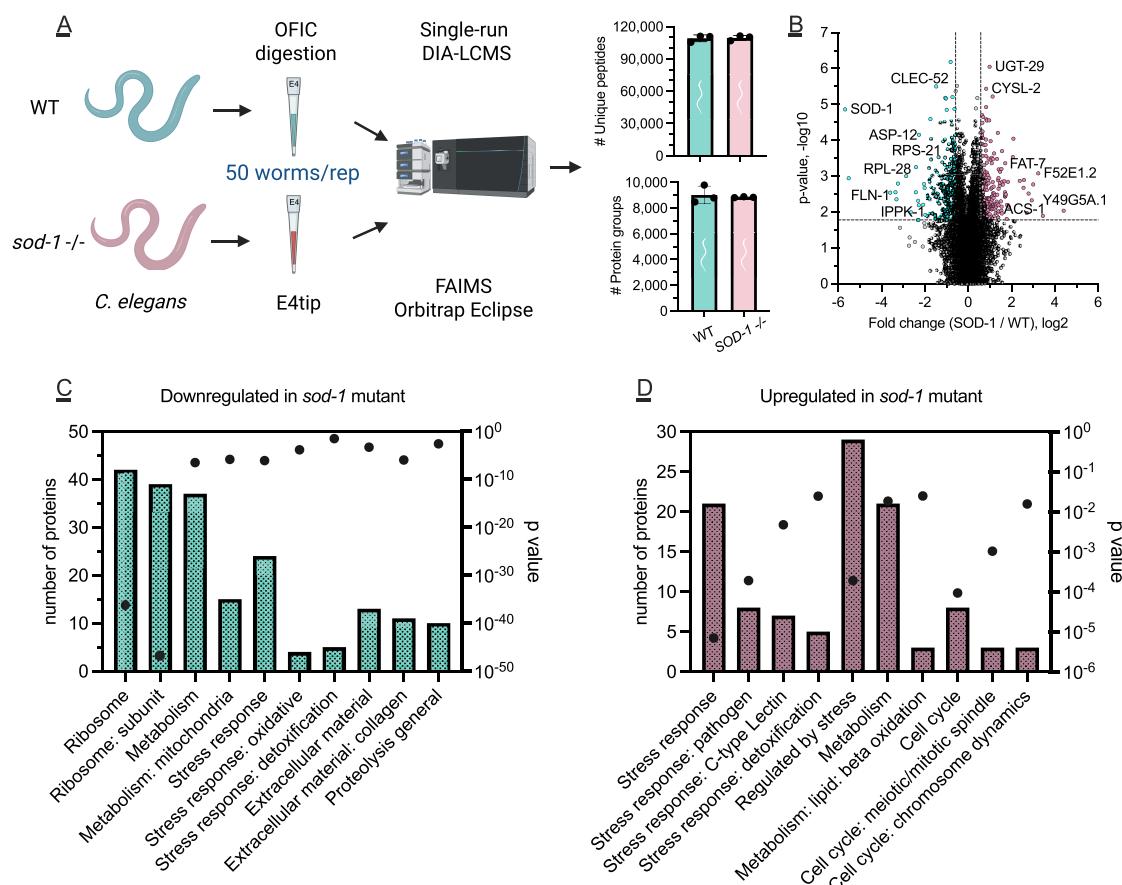 A
OFIC
digestion
Single-run
DIA-LCMS
WT
E4
50 worms/rep
sod-1 -/-
E4
C. elegans
E4tip
FAIMS
Orbitrap Eclipse
# Unique peptides
120,000
90,000
60,000
30,000
0
# Protein groups
10,000
8,000
6,000
4,000
2,000
0
WT
SOD-1 -/-
B
p-value, -log10
7
6
5
4
3
2
1
0
UGT-29
CLEC-52
CYSL-2
SOD-1
ASP-12
RPS-21
RPL-28
FAT-7
F52E1.2
FLN-1
IPPK-1
ACS-1
Y49G5A.1
-6 -4 -2 0 2 4 6
Fold change (SOD-1 / WT), log2
C
Downregulated in sod-1 mutant
number of proteins
50
40
30
20
10
0
10^0
10^-10
10^-20
10^-30
10^-40
10^-50
p value
Ribosome
Ribosome: subunit
Metabolism
Metabolism: mitochondria
Stress response
Stress response: oxidative
Stress response: detoxification
Extracellular material
Extracellular material: collagen
Proteolysis general
D
Upregulated in sod-1 mutant
number of proteins
30
25
20
15
10
5
0
10^0
10^-1
10^-2
10^-3
10^-4
10^-5
10^-6
p value
Stress response
Stress response: pathogen
Stress response: C-type Lectin
Stress response: detoxification
Regulated by stress
Metabolism
Metabolism: lipid: beta oxidation
Cell cycle
Cell cycle: meiotic/mitotic spindle
Cell cycle: chromosome dynamics